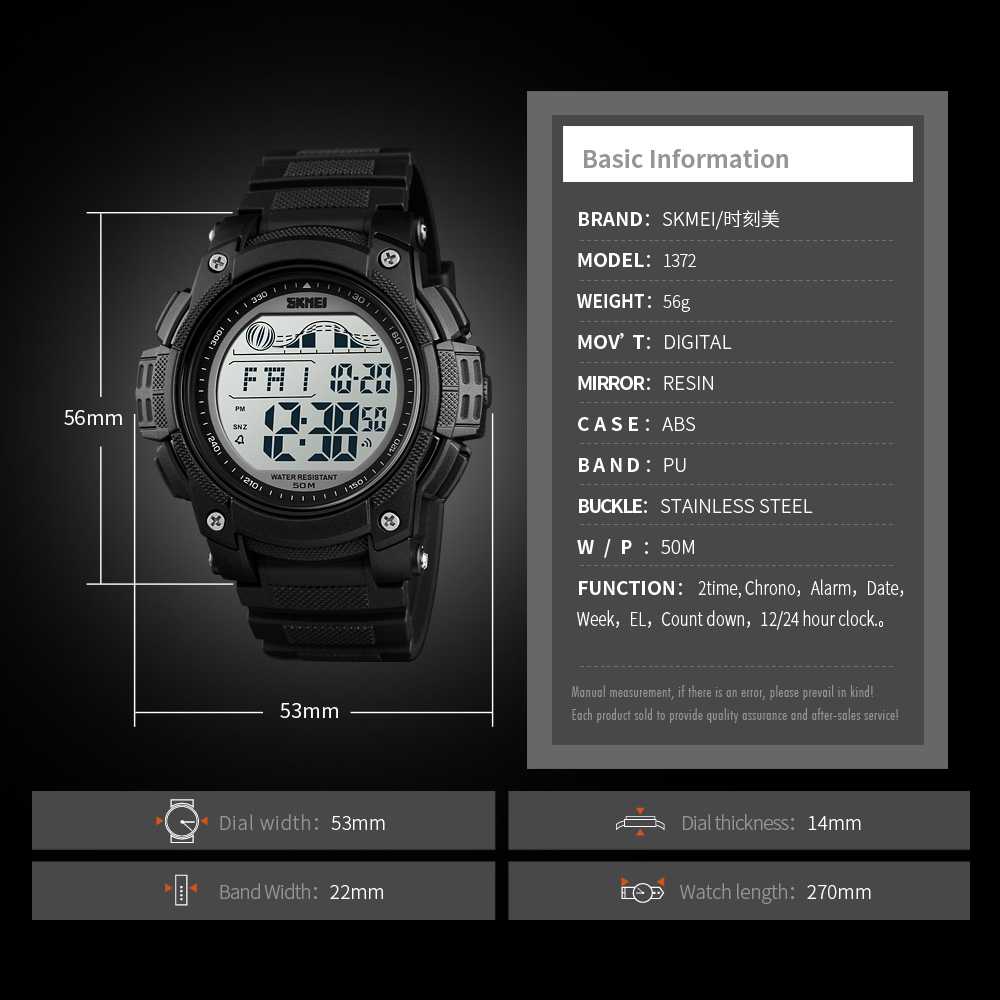 Basic Information
BRAND： SKMEI/时刻美
MODEL： 1372
WEIGHT： 56g
MOV’ T： DIGITAL
MIRROR： RESIN
CASE： ABS
BAND： PU
BUCKLE： STAINLESS STEEL
W / P ： 50M
FUNCTION： 2time, Chrono，Alarm，Date，
Week，EL，Count down，12/24 hour clock.。
Manual measurement, if there is an error, please prevail in kind!
Each product sold to provide quality assurance and after-sales service!
56mm
53mm
330
30
300
60
240
120
210
150
SKMEI
FRI 10-20
PM
SNZ
12:30 50
WATER RESISTANT
50M
Dial width： 53mm
Dial thickness： 14mm
Band Width： 22mm
Watch length： 270mm